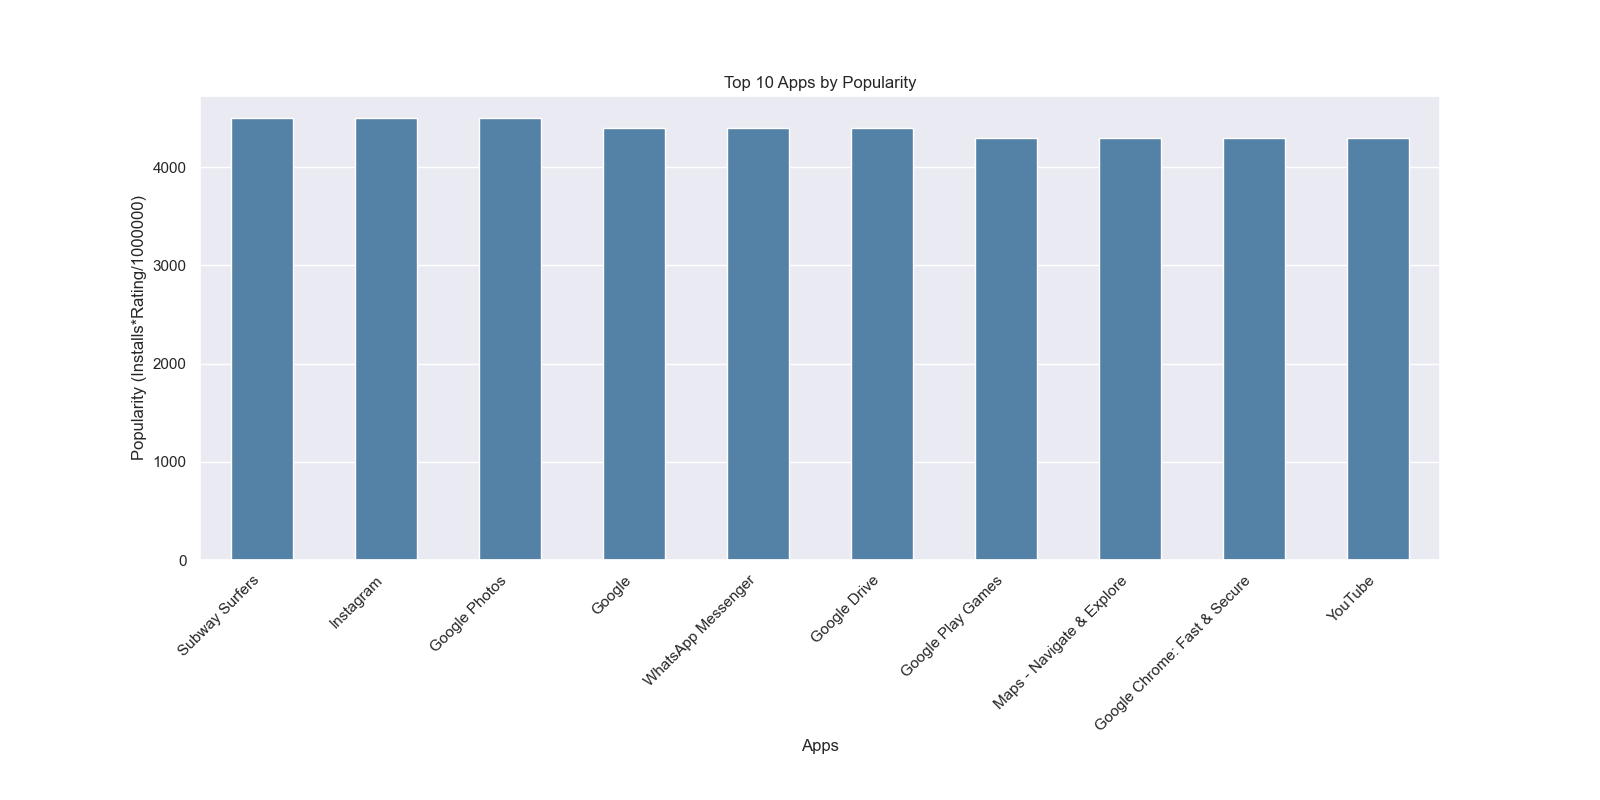 Top 10 Apps by Popularity
Popularity (Installs*Rating/1000000)
4000
3000
2000
1000
0
Subway Surfers
Instagram
Google Photos
Google
WhatsApp Messenger
Google Drive
Google Play Games
Maps - Navigate & Explore
Google Chrome: Fast & Secure
YouTube
Apps